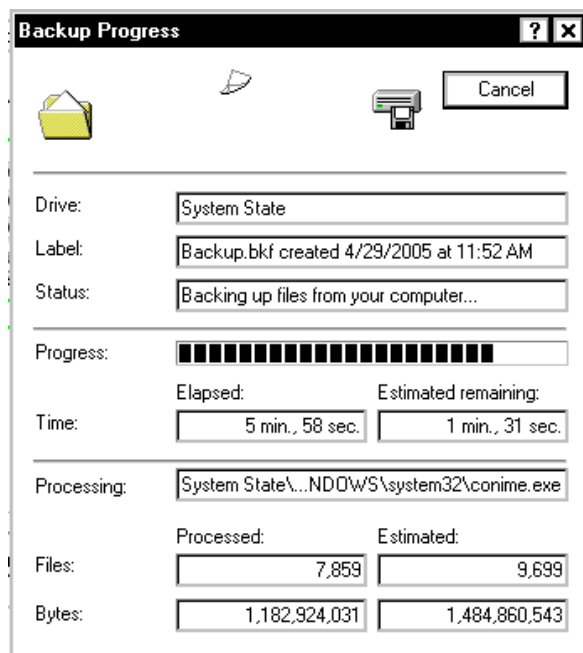 Backup Progress
Cancel
Drive: System State
Label: Backup.bkf created 4/29/2005 at 11:52 AM
Status: Backing up files from your computer...
Progress:
Elapsed: Estimated remaining:
Time: 5 min., 58 sec. 1 min., 31 sec.
Processing: System State\...NDOWS\system32\conime.exe
Processed: Estimated:
Files: 7,859 9,699
Bytes: 1,182,924,031 1,484,860,543